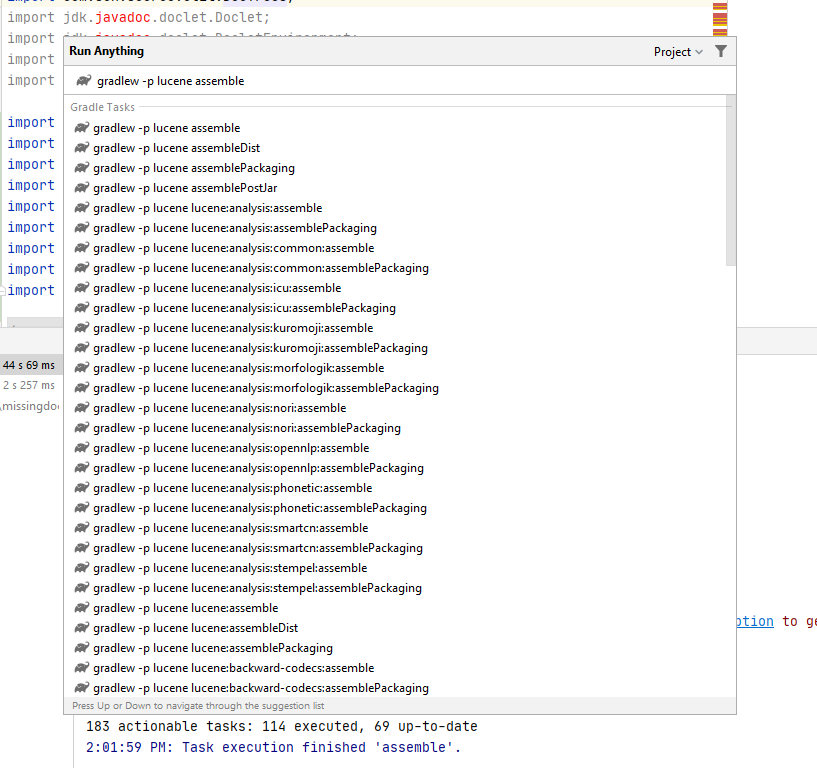 import jdk.javadoc.doclet.Doclet;
import
import
import
Run Anything
Project
gradlew -p lucene assemble
Gradle Tasks
gradlew -p lucene assemble
gradlew -p lucene assembleDist
gradlew -p lucene assemblePackaging
gradlew -p lucene assemblePostJar
import
gradlew -p lucene lucene:analysis:assemble
import
gradlew -p lucene lucene:analysis:assemblePackaging
import
gradlew -p lucene lucene:analysis:common:assemble
import
gradlew -p lucene lucene:analysis:common:assemblePackaging
import
gradlew -p lucene lucene:analysis:icu:assemble
import
gradlew -p lucene lucene:analysis:icu:assemblePackaging
import
gradlew -p lucene lucene:analysis:kuromoji:assemble
import
gradlew -p lucene lucene:analysis:kuromoji:assemblePackaging
import
44 s 69 ms
gradlew -p lucene lucene:analysis:morfologik:assemble
2 s 257 ms
gradlew -p lucene lucene:analysis:morfologik:assemblePackaging
\missingdoc
gradlew -p lucene lucene:analysis:nori:assemble
gradlew -p lucene lucene:analysis:nori:assemblePackaging
gradlew -p lucene lucene:analysis:opennlp:assemble
gradlew -p lucene lucene:analysis:opennlp:assemblePackaging
gradlew -p lucene lucene:analysis:phonetic:assemble
gradlew -p lucene lucene:analysis:phonetic:assemblePackaging
gradlew -p lucene lucene:analysis:smartcn:assemble
gradlew -p lucene lucene:analysis:smartcn:assemblePackaging
gradlew -p lucene lucene:analysis:stempel:assemble
gradlew -p lucene lucene:analysis:stempel:assemblePackaging
gradlew -p lucene lucene:assemble
gradlew -p lucene lucene:assembleDist
ption to ge
gradlew -p lucene lucene:assemblePackaging
gradlew -p lucene lucene:backward-codecs:assemble
gradlew -p lucene lucene:backward-codecs:assemblePackaging
Press Up or Down to navigate through the suggestion list
183 actionable tasks: 114 executed, 69 up-to-date
2:01:59 PM: Task execution finished 'assemble'.